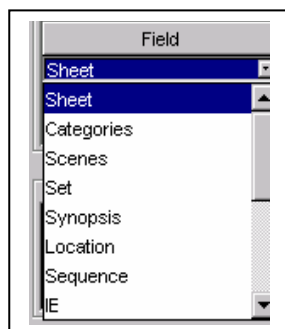 Field
Sheet
Sheet
Categories
Scenes
Set
Synopsis
Location
Sequence
IE